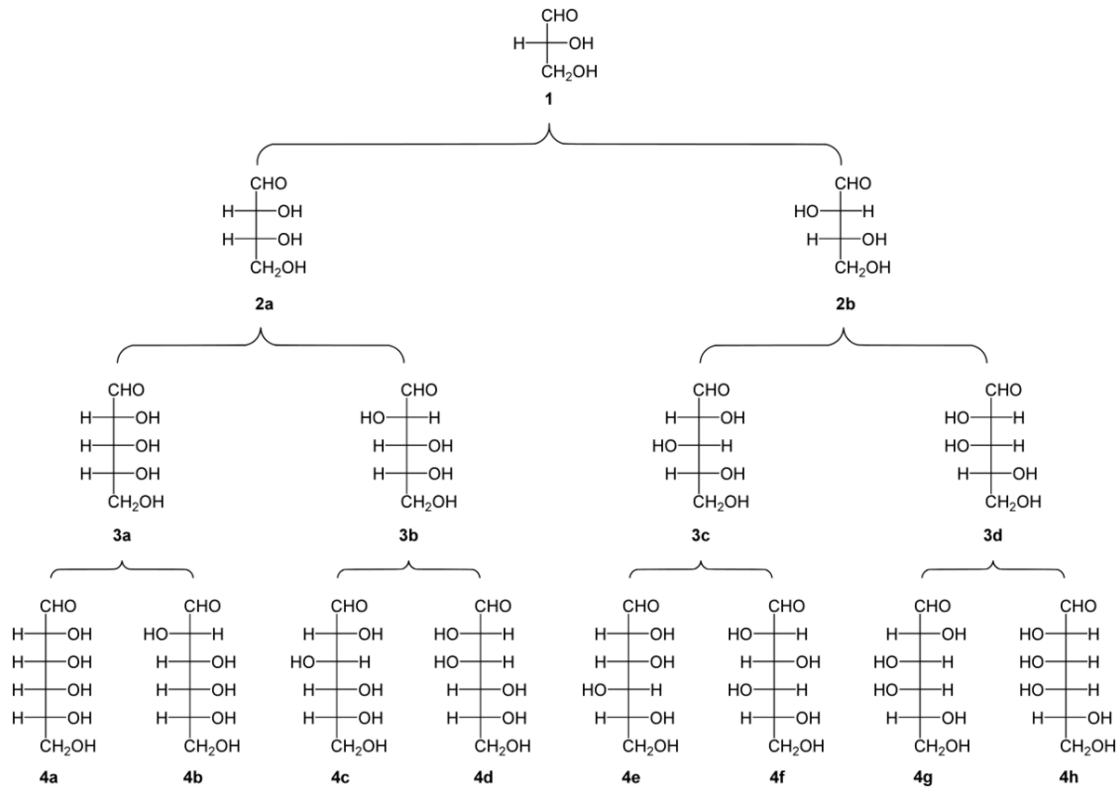 CHO
H OH
CH2OH
1
CHO CHO
H OH HO H
H OH H OH
CH2OH CH2OH
2a 2b
CHO CHO CHO CHO
H OH HO H H OH HO H
H OH H OH HO H HO H
H OH H OH H OH H OH
CH2OH CH2OH CH2OH CH2OH
3a 3b 3c 3d
CHO CHO CHO CHO CHO CHO CHO CHO
H OH HO H H OH HO H H OH HO H H OH HO H
H OH H OH HO H HO H H OH H OH HO H HO H
H OH H OH H OH H OH HO H HO H HO H HO H
H OH H OH H OH H OH H OH H OH H OH H OH
CH2OH CH2OH CH2OH CH2OH CH2OH CH2OH CH2OH CH2OH
4a 4b 4c 4d 4e 4f 4g 4h